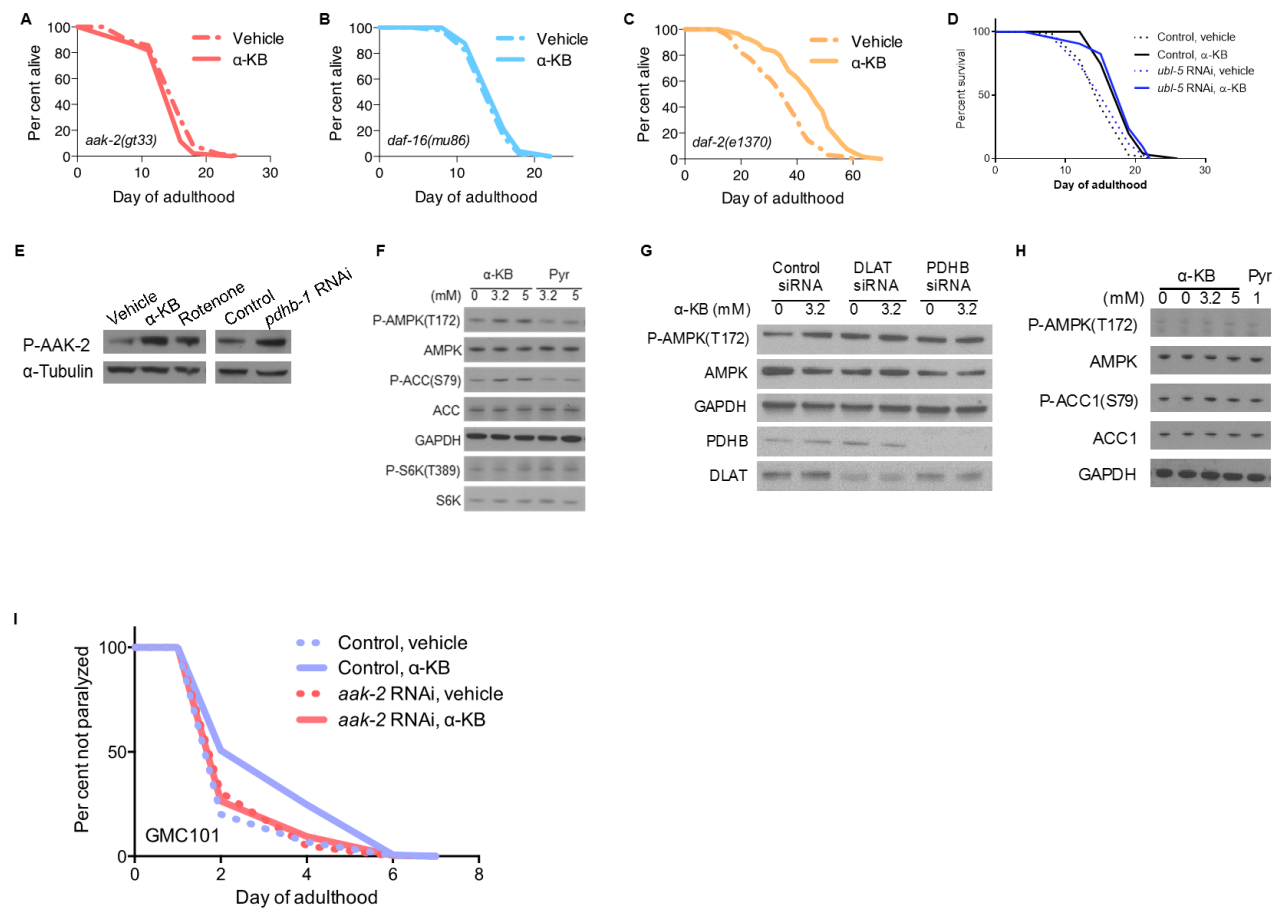 A
Per cent alive
100
80
60
40
20
0
0 10 20 30
Day of adulthood
Vehicle
α-KB
aak-2(gt33)
B
Per cent alive
100
80
60
40
20
0
0 10 20
Day of adulthood
Vehicle
α-KB
daf-16(mu86)
C
Per cent alive
100
80
60
40
20
0
0 20 40 60
Day of adulthood
Vehicle
α-KB
daf-2(e1370)
D
Percent survival
100
50
0
0 10 20 30
Day of adulthood
Control, vehicle
Control, α-KB
ubl-5 RNAi, vehicle
ubl-5 RNAi, α-KB
E
Vehicle
α-KB
Rotenone
Control
pdhb-1 RNAi
P-AAK-2
α-Tubulin
F
α-KB Pyr
(mM) 0 3.2 5 3.2 5
P-AMPK(T172)
AMPK
P-ACC(S79)
ACC
GAPDH
P-S6K(T389)
S6K
G
Control DLAT PDHB
siRNA siRNA siRNA
α-KB (mM) 0 3.2 0 3.2 0 3.2
P-AMPK(T172)
AMPK
GAPDH
PDHB
DLAT
H
α-KB Pyr
(mM) 0 0 3.2 5 1
P-AMPK(T172)
AMPK
P-ACC1(S79)
ACC1
GAPDH
I
Per cent not paralyzed
100
50
0
0 2 4 6 8
Day of adulthood
Control, vehicle
Control, α-KB
aak-2 RNAi, vehicle
aak-2 RNAi, α-KB
GMC101